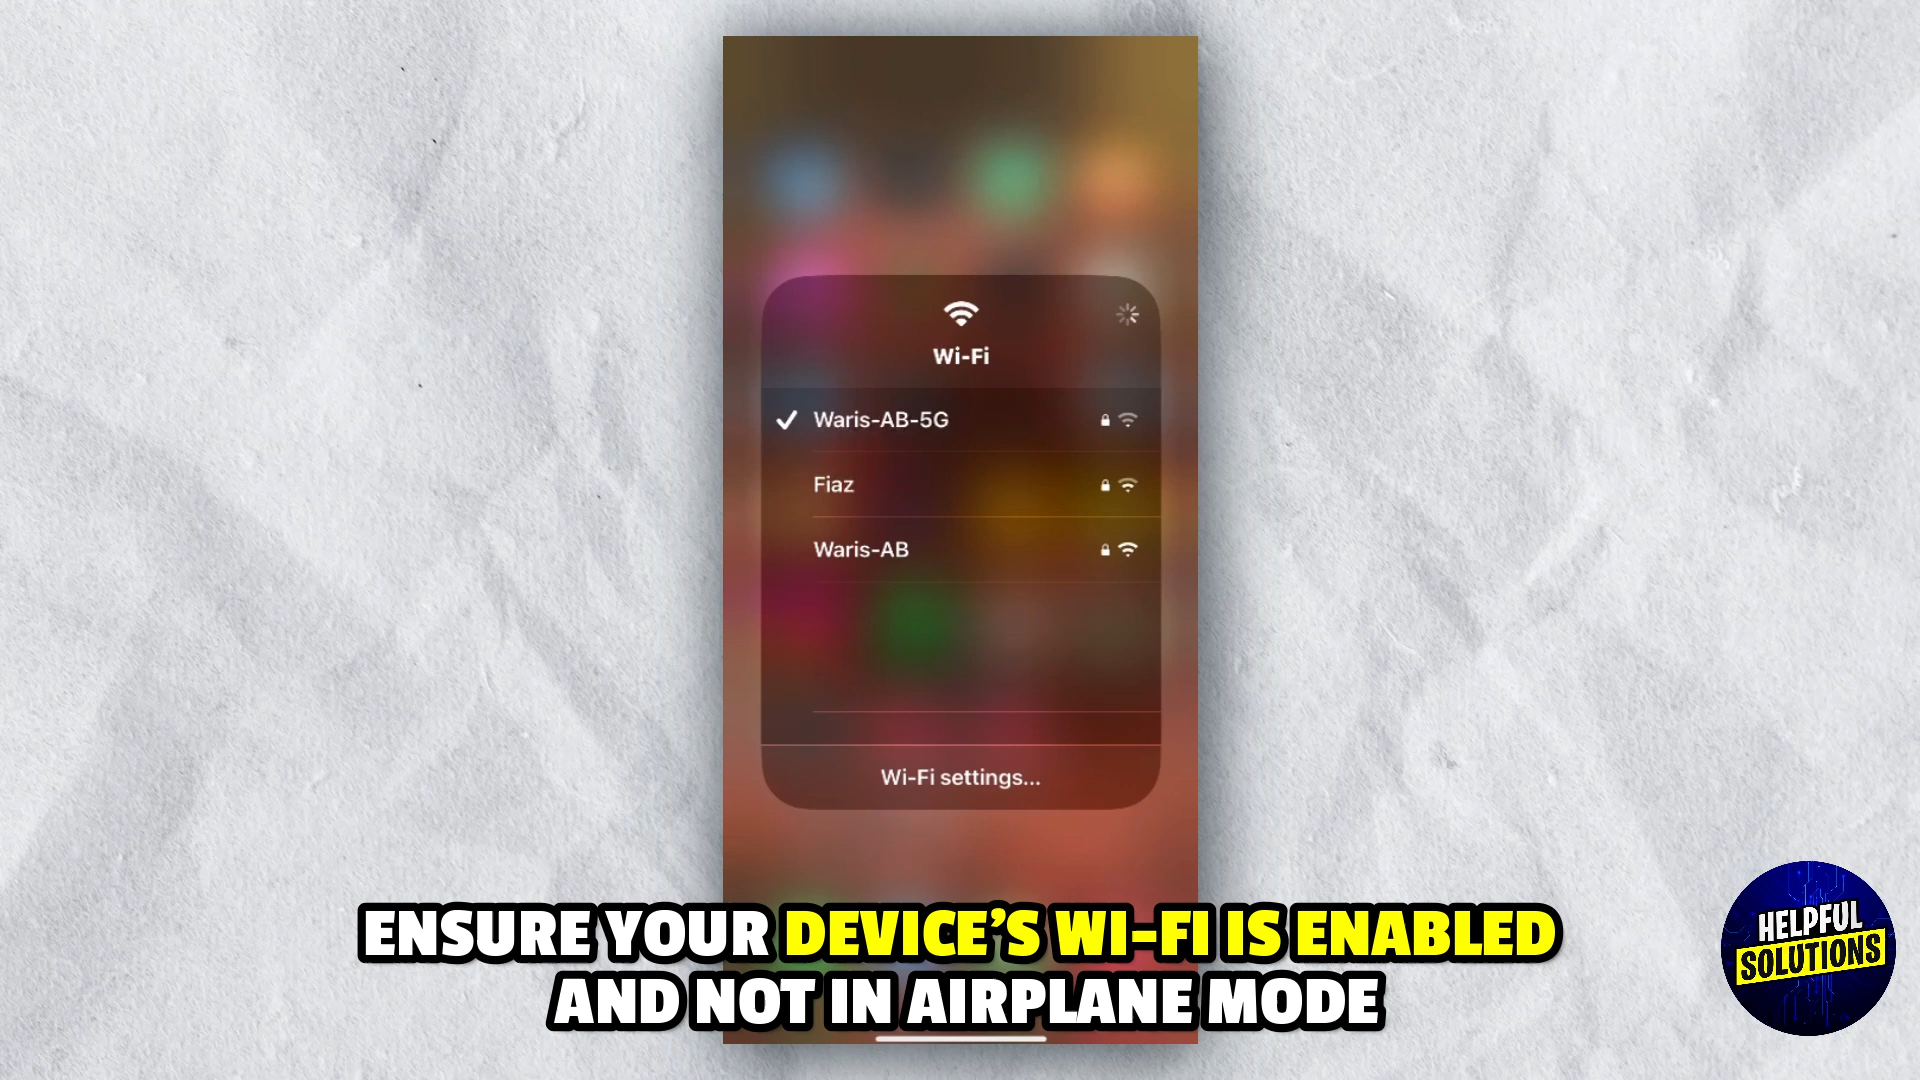 Wi-Fi
Waris-AB-5G
Fiaz
Waris-AB
Wi-Fi settings...
ENSURE YOUR DEVICE’S WI-FI IS ENABLED
AND NOT IN AIRPLANE MODE
HELPFUL
SOLUTIONS